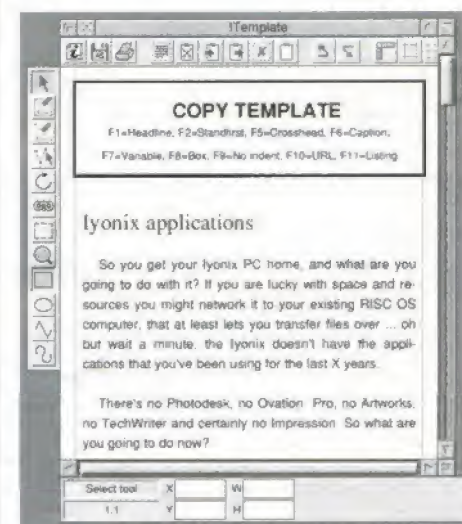 !Template
COPY TEMPLATE
F1=Headline, F2=Standfirst, F5=Crosshead, F6=Caption,
F7=Variable, F8=Box, F9=No indent, F10=URL, F11=Listing
Iyonix applications
So you get your Iyonix PC home, and what are you
going to do with it? If you are lucky with space and re-
sources you might network it to your existing RISC OS
computer, that at least lets you transfer files over ... oh
but wait a minute, the Iyonix doesn't have the appli-
cations that you've been using for the last X years.
There's no Photodesk, no Ovation Pro, no Artworks,
no TechWriter and certainly no Impression. So what are
you going to do now?
Select tool X W
1.1 Y H